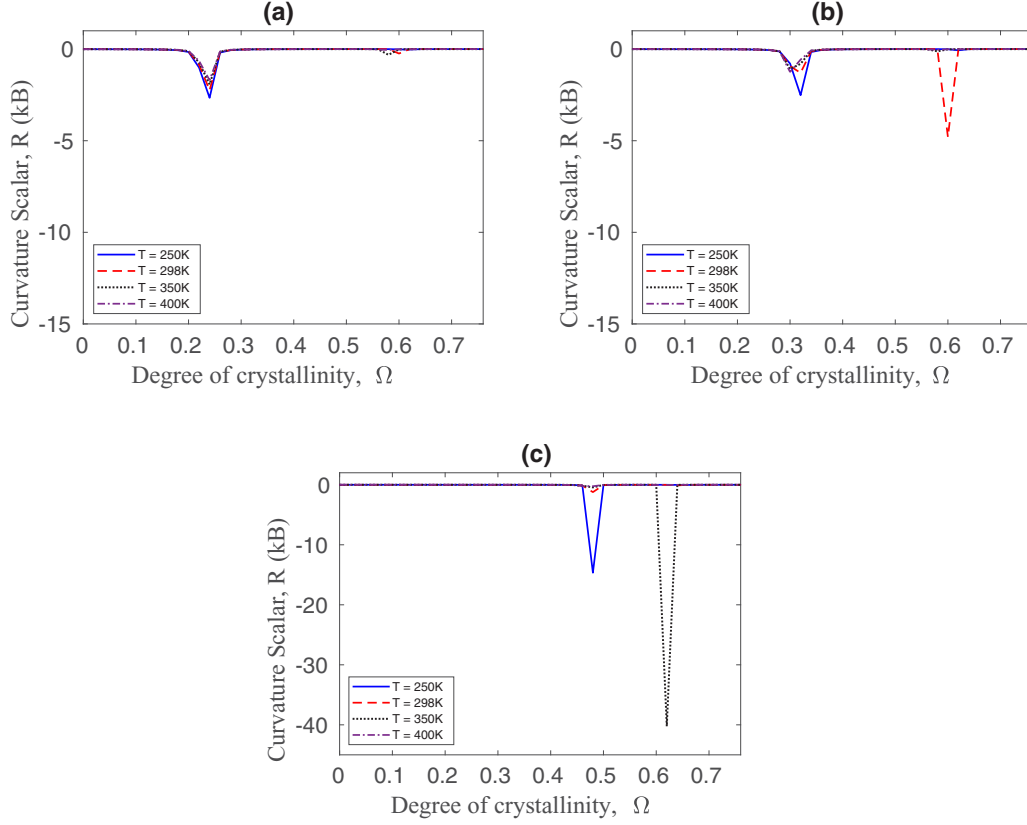 (a)
0
-5
-10
-15
Curvature Scalar, R (kB)
T = 250K
T = 298K
T = 350K
T = 400K
0 0.1 0.2 0.3 0.4 0.5 0.6 0.7
Degree of crystallinity, Ω
(b)
0
-5
-10
-15
Curvature Scalar, R (kB)
T = 250K
T = 298K
T = 350K
T = 400K
0 0.1 0.2 0.3 0.4 0.5 0.6 0.7
Degree of crystallinity, Ω
(c)
0
-10
-20
-30
-40
Curvature Scalar, R (kB)
T = 250K
T = 298K
T = 350K
T = 400K
0 0.1 0.2 0.3 0.4 0.5 0.6 0.7
Degree of crystallinity, Ω